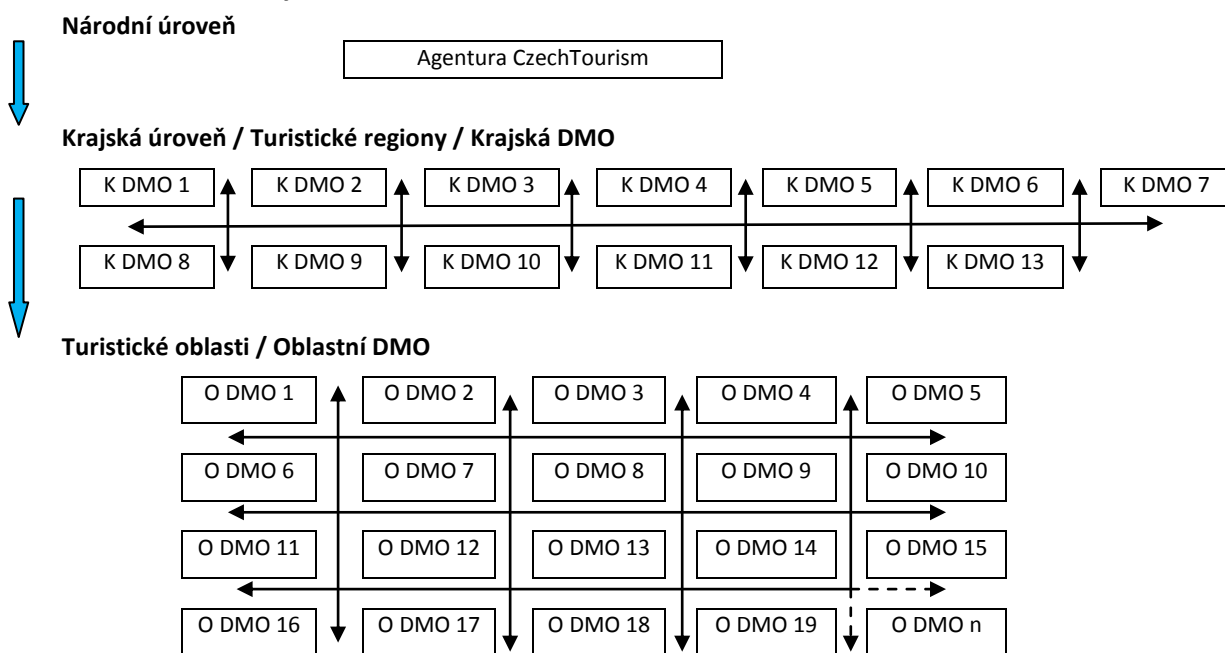 Národní úroveň
Agentura CzechTourism
Krajská úroveň / Turistické regiony / Krajská DMO
K DMO 1 K DMO 2 K DMO 3 K DMO 4 K DMO 5 K DMO 6 K DMO 7
K DMO 8 K DMO 9 K DMO 10 K DMO 11 K DMO 12 K DMO 13
Turistické oblasti / Oblastní DMO
O DMO 1 O DMO 2 O DMO 3 O DMO 4 O DMO 5
O DMO 6 O DMO 7 O DMO 8 O DMO 9 O DMO 10
O DMO 11 O DMO 12 O DMO 13 O DMO 14 O DMO 15
O DMO 16 O DMO 17 O DMO 18 O DMO 19 O DMO n